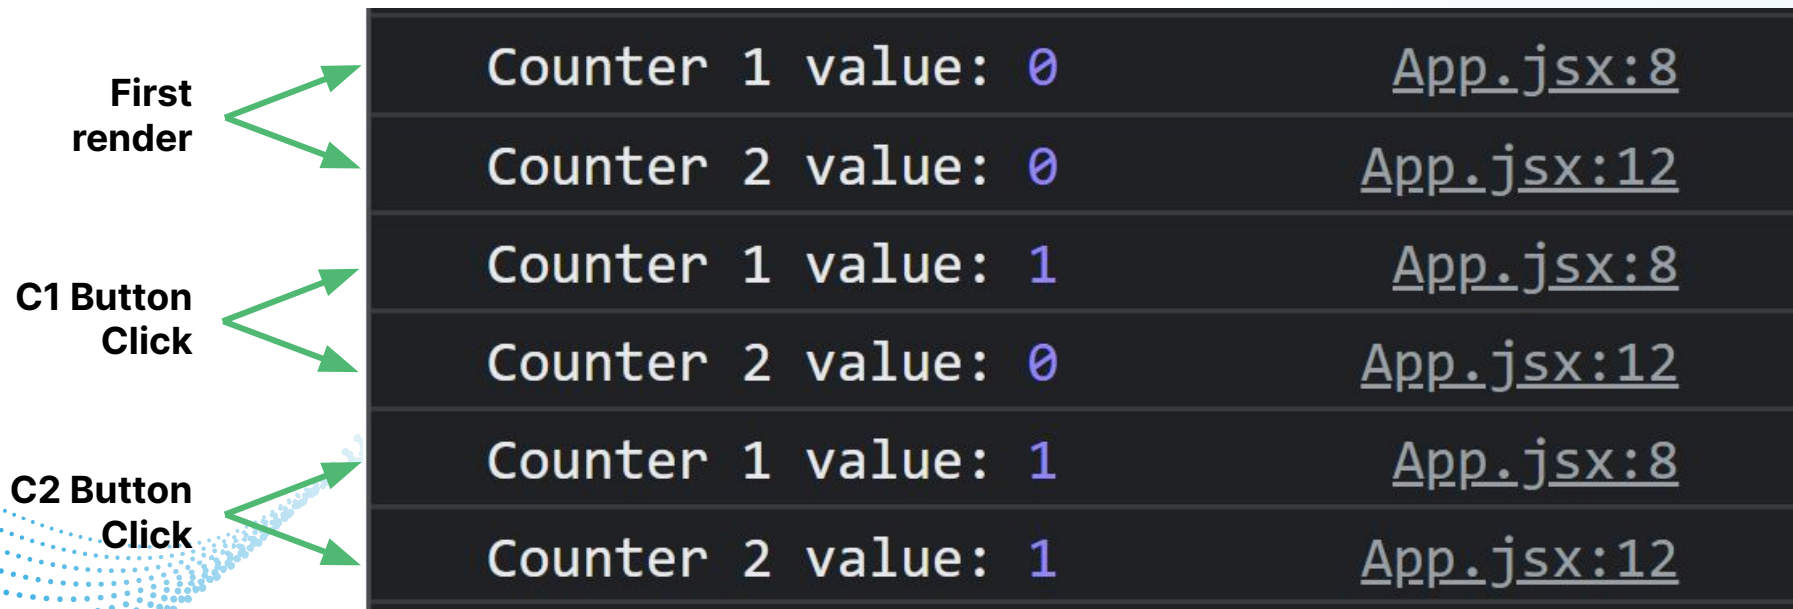 First
render
Counter 1 value: 0 App.jsx:8
Counter 2 value: 0 App.jsx:12
C1 Button
Click
Counter 1 value: 1 App.jsx:8
Counter 2 value: 0 App.jsx:12
C2 Button
Click
Counter 1 value: 1 App.jsx:8
Counter 2 value: 1 App.jsx:12